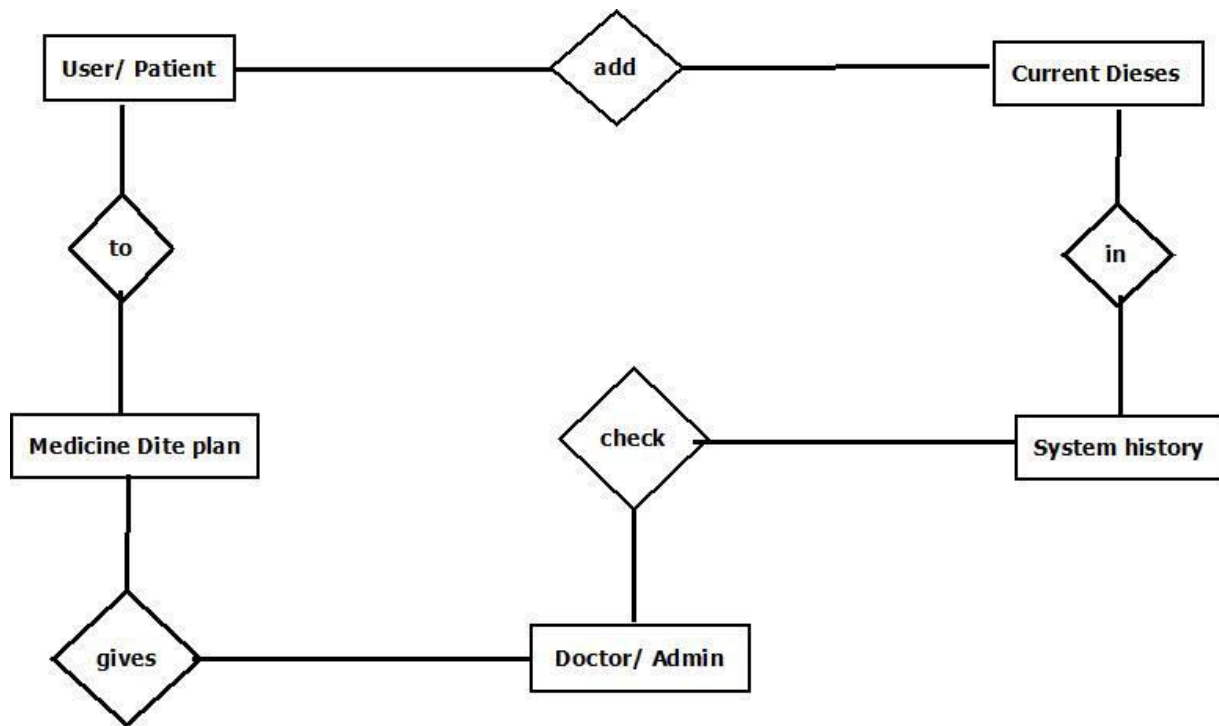 User/ Patient
add
Current Dieses
to
in
Medicine Dite plan
check
System history
gives
Doctor/ Admin